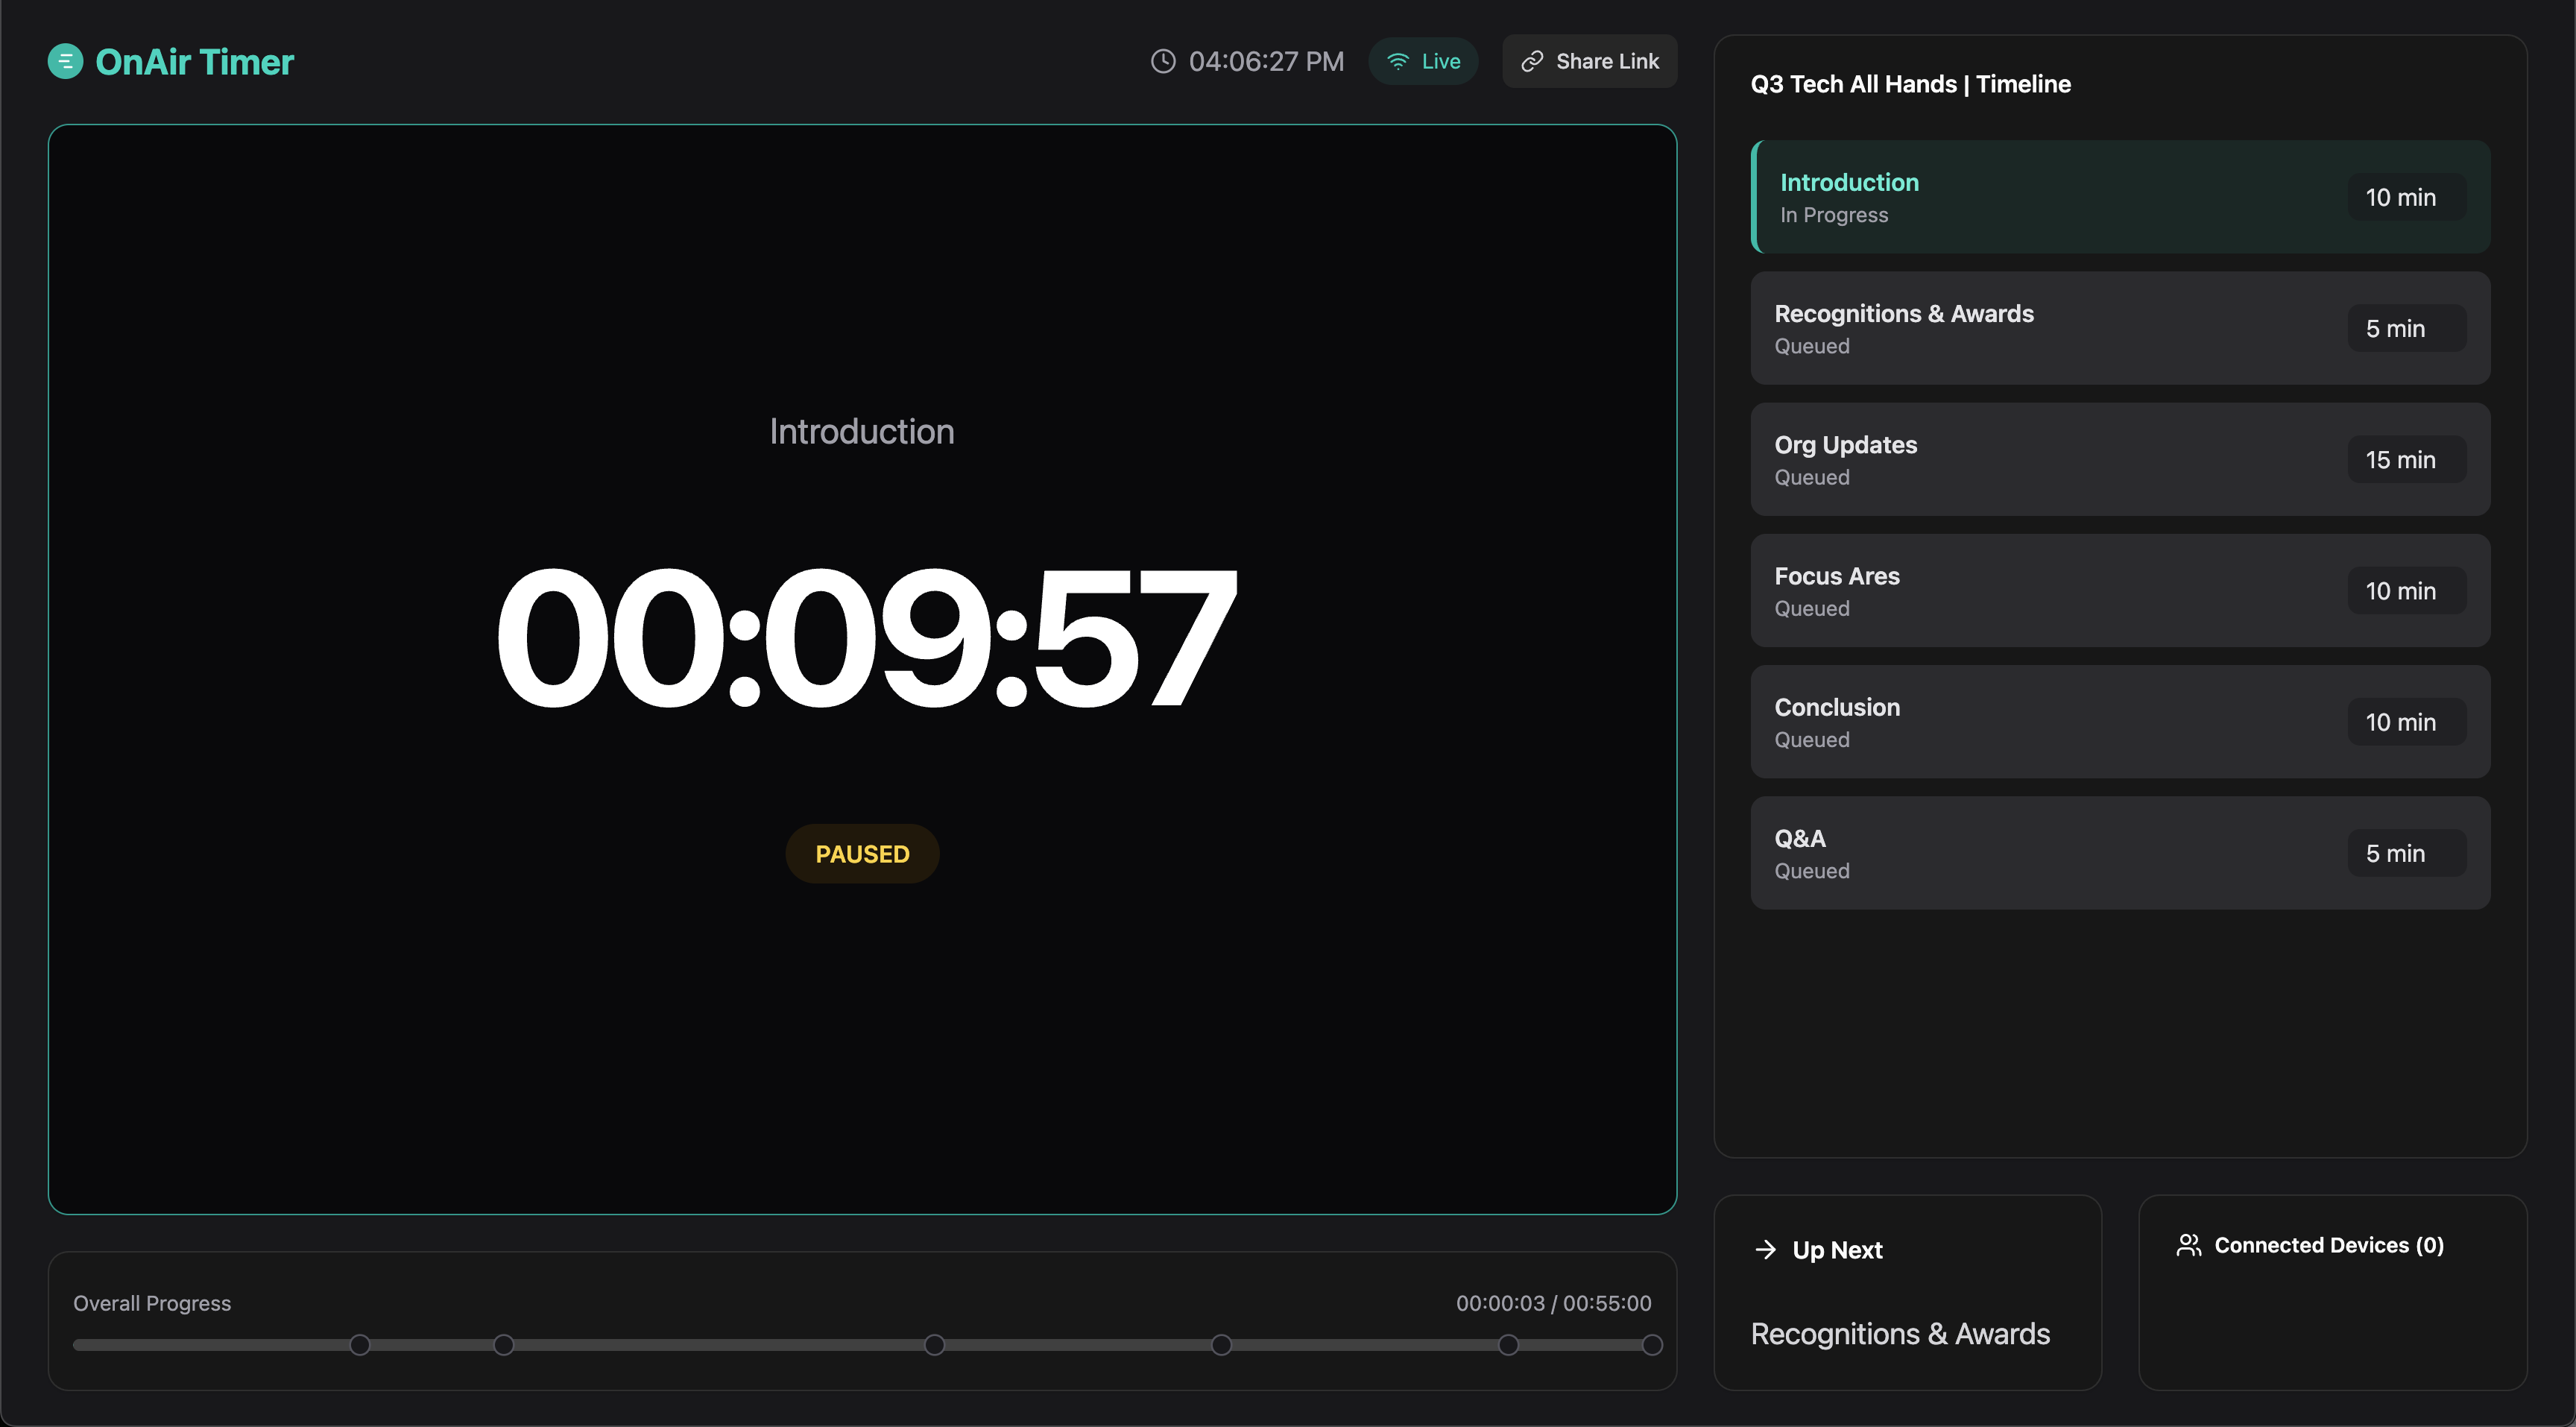 OnAir Timer
04:06:27 PM
Live
Share Link
Introduction
00:09:57
PAUSED
Overall Progress
00:00:03 / 00:55:00
Q3 Tech All Hands | Timeline
Introduction
In Progress
10 min
Recognitions & Awards
Queued
5 min
Org Updates
Queued
15 min
Focus Ares
Queued
10 min
Conclusion
Queued
10 min
Q&A
Queued
5 min
Up Next
Recognitions & Awards
Connected Devices (0)